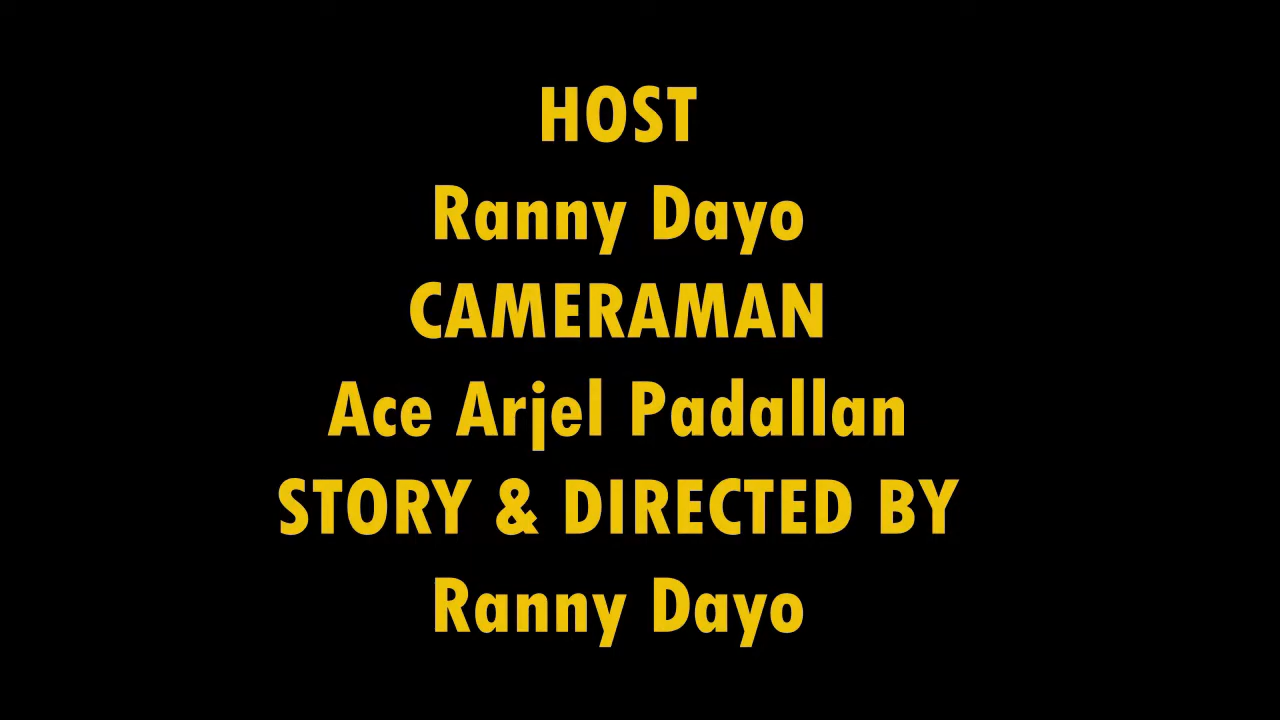 HOST
Ranny Dayo
CAMERAMAN
Ace Arjel Padallan
STORY & DIRECTED BY
Ranny Dayo